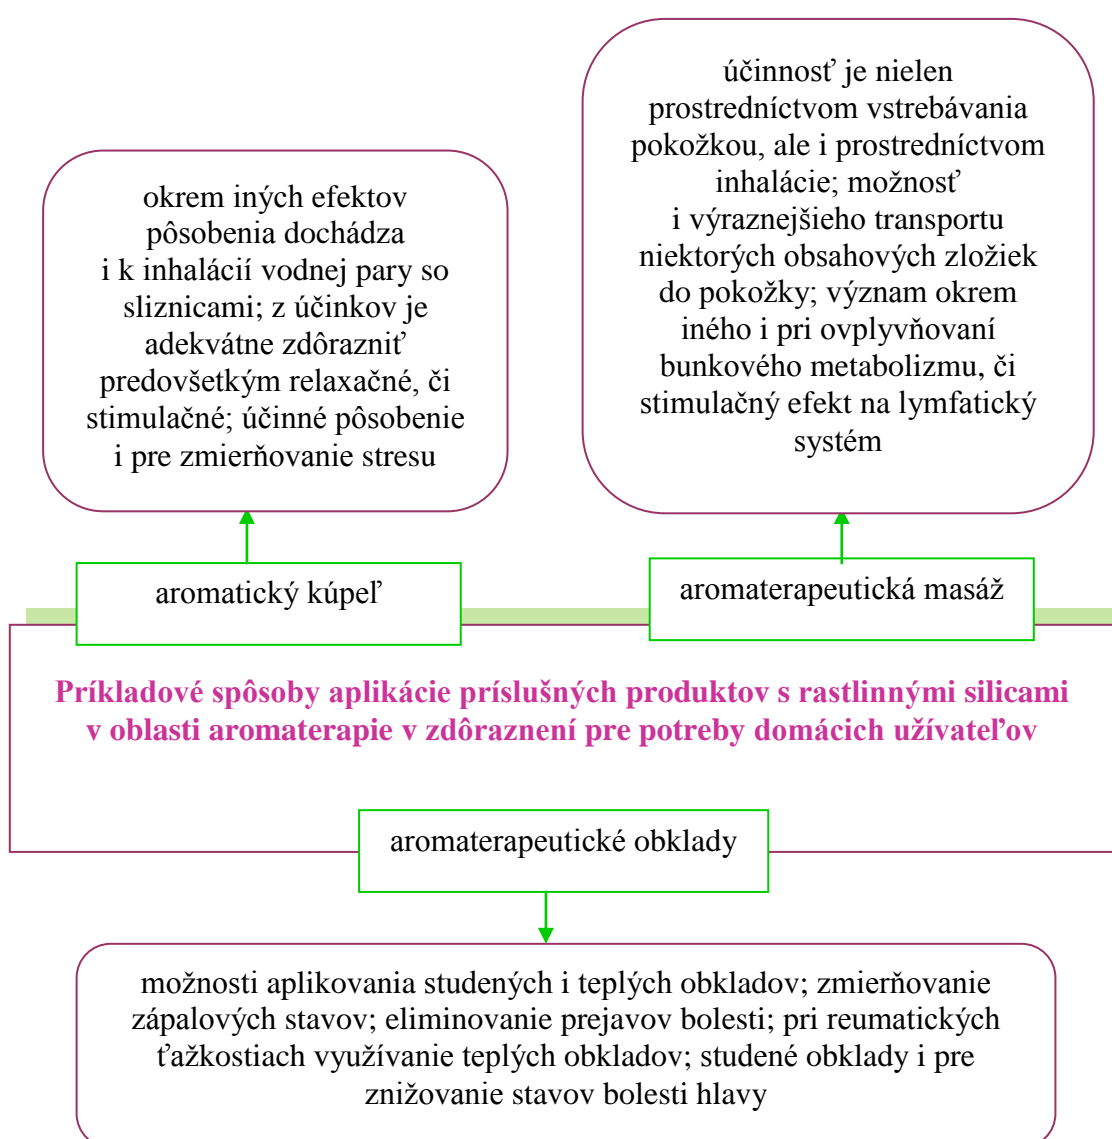 okrem iných efektov
pôsobenia dochádza
i k inhalácií vodnej pary so
sliznicami; z účinkov je
adekvátne zdôrazniť
predovšetkým relaxačné, či
stimulačné; účinné pôsobenie
i pre zmierňovanie stresu
účinnosť je nielen
prostredníctvom vstrebávania
pokožkou, ale i prostredníctvom
inhalácie; možnosť
i výraznejšieho transportu
niektorých obsahových zložiek
do pokožky; význam okrem
iného i pri ovplyvňovaní
bunkového metabolizmu, či
stimulačný efekt na lymfatický
systém
aromatický kúpeľ
aromaterapeutická masáž
Príkladové spôsoby aplikácie príslušných produktov s rastlinnými silicami
v oblasti aromaterapie v zdôraznení pre potreby domácich užívateľov
aromaterapeutické obklady
možnosti aplikovania studených i teplých obkladov; zmierňovanie
zápalových stavov; eliminovanie prejavov bolesti; pri reumatických
ťažkostiach využívanie teplých obkladov; studené obklady i pre
znižovanie stavov bolesti hlavy